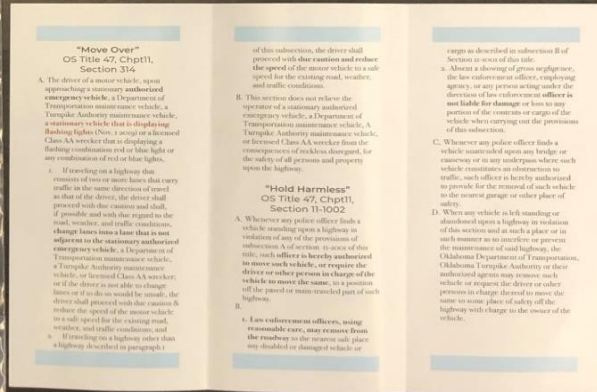 "Move Over"
OS Title 47, Chpt11,
Section 314
A. The driver of a motor vehicle, upon
approaching a stationary authorized
emergency vehicle, a Department of
Transportation maintenance vehicle, a
Turnpike Authority maintenance vehicle,
a stationary vehicle that is displaying
flashing lights (Nov. 1 2019) or a licensed
Class AA wrecker that is displaying a
flashing combination red or blue light or
any combination of red or blue lights,
1. If traveling on a highway that
consists of two or more lanes that carry
traffic in the same direction of travel
as that of the driver, the driver shall
proceed with due caution and shall,
if possible and with due regard to the
road, weather, and traffic conditions,
change lanes into a lane that is not
adjacent to the stationary authorized
emergency vehicle, a Department of
Transportation maintenance vehicle,
a Turnpike Authority maintenance
vehicle, or licensed Class AA wrecker;
or if the driver is not able to change
lanes or if to do so would be unsafe, the
driver shall proceed with due caution &
reduce the speed of the motor vehicle
to a safe speed for the existing road,
weather, and traffic conditions; and
If traveling on a highway other than
a highway described in paragraph 1
of this subsection, the driver shall
proceed with due caution and reduce
the speed of the motor vehicle to a safe
speed for the existing road, weather,
and traffic conditions.
B. This section does not relieve the
operator of a stationary authorized
emergency vehicle, a Department of
Transportation maintenance vehicle, A
Turnpike Authority maintenance vehicle,
or licensed Class AA wrecker from the
consequences of reckless disregard, for
the safety of all persons and property
upon the highway.
"Hold Harmless"
OS Title 47, Chpt11,
Section 11-1002
A. Whenever any police officer finds a
vehicle standing upon a highway in
violation of any of the provisions of
subsection A of section 11-1001 of this
title, such officer is hereby authorized
to move such vehicle, or require the
driver or other person in charge of the
vehicle to move the same, to a position
off the paved or main-traveled part of such
highway.
B.
1. Law enforcement officers, using
reasonable care, may remove from
the roadway to the nearest safe place
any disabled or damaged vehicle or
cargo as described in subsection B of
Section 11-1001 of this title.
2. Absent a showing of gross negligence,
the law enforcement officer, employing
agency, or any person acting under the
direction of law enforcement officer is
not liable for damage or loss to any
portion of the contents or cargo of the
vehicle when carrying out the provisions
of this subsection.
C. Whenever any police officer finds a
vehicle unattended upon any bridge or
causeway or in any underpass where such
vehicle constitutes an obstruction to
traffic, such officer is hereby authorized
to provide for the removal of such vehicle
to the nearest garage or other place of
safety.
D. When any vehicle is left standing or
abandoned upon a highway in violation
of this section and at such a place or in
such manner as to interfere or prevent
the maintenance of said highway, the
Oklahoma Department of Transportation,
Oklahoma Turnpike Authority or their
authorized agents may remove such
vehicle or request the driver or other
persons in charge thereof to move the
same to some place of safety off the
highway with charge to the owner of the
vehicle.